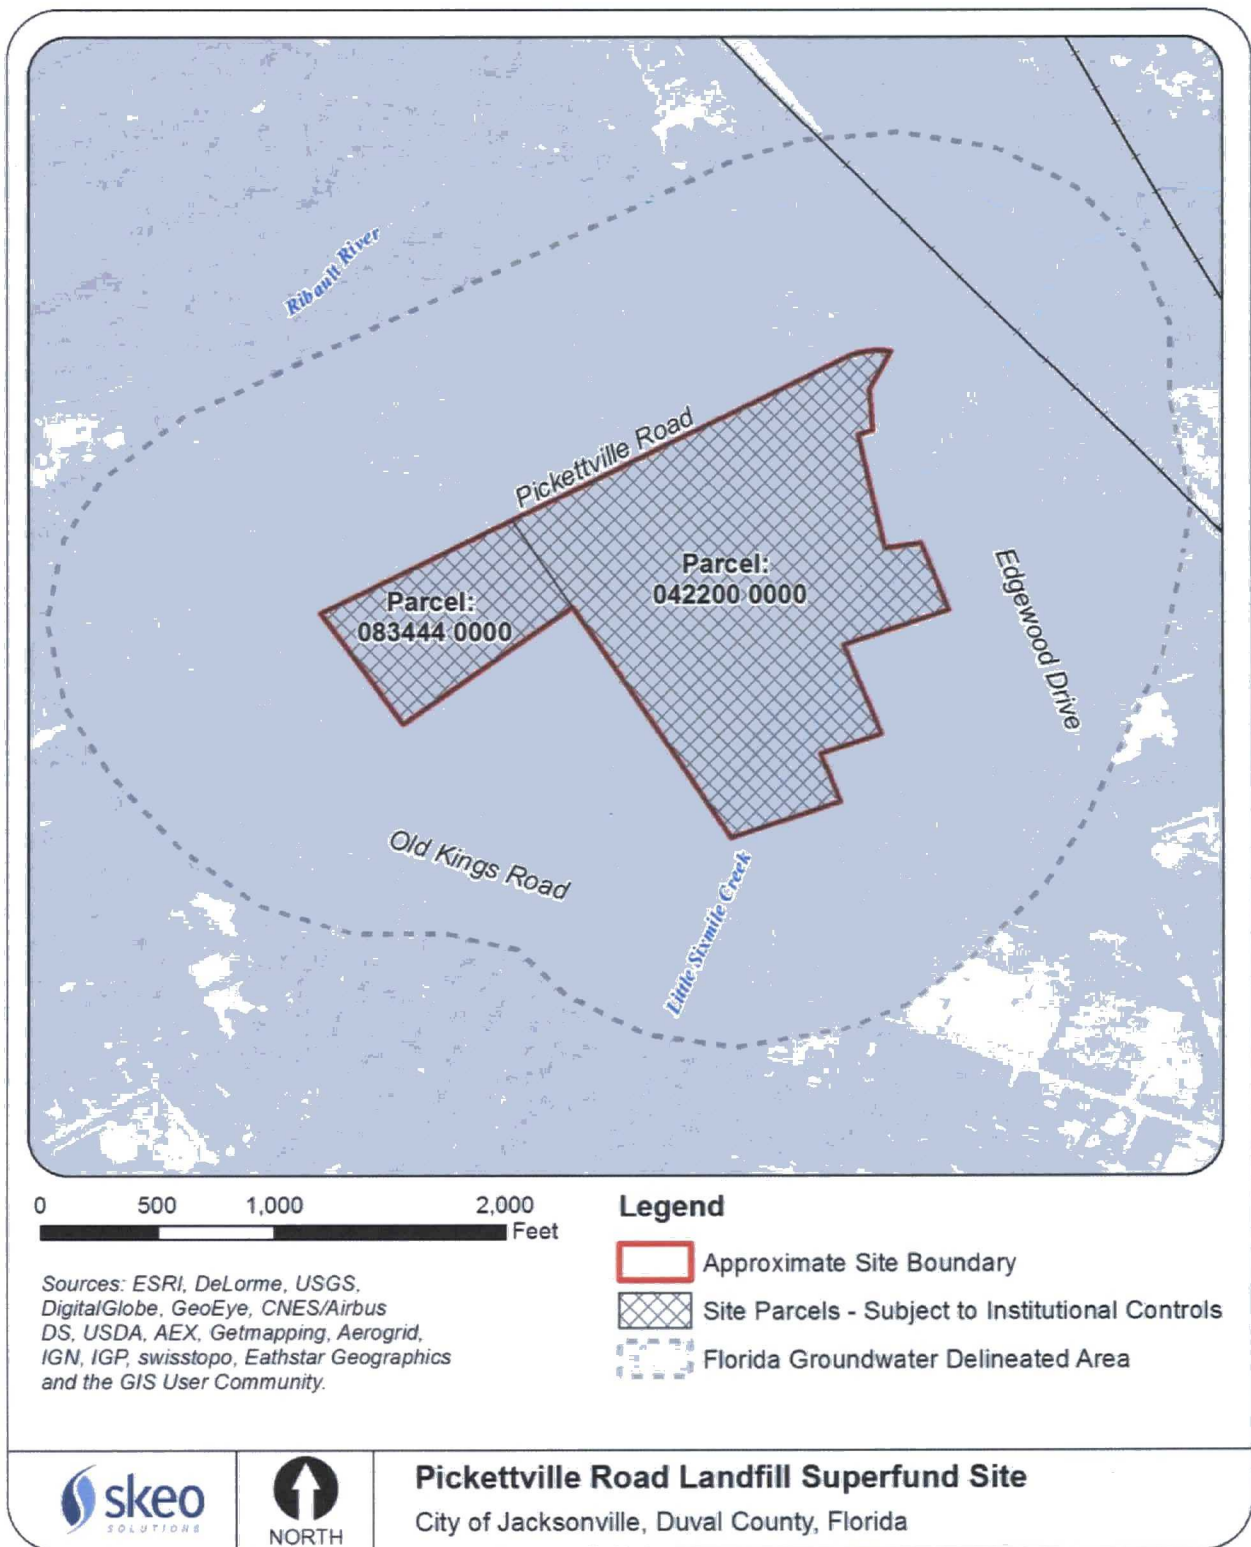 Ribault River
Pickettville Road
Parcel:
042200 0000
Parcel:
083444 0000
Edgewood Drive
Old Kings Road
Little Sixmile Creek
0 500 1,000 2,000
Feet
Sources: ESRI, DeLorme, USGS,
DigitalGlobe, GeoEye, CNES/Airbus
DS, USDA, AEX, Getmapping, Aerogrid,
IGN, IGP, swisstopo, Eathstar Geographics
and the GIS User Community.
Legend
Approximate Site Boundary
Site Parcels - Subject to Institutional Controls
Florida Groundwater Delineated Area
skeo
SOLUTIONS
NORTH
Pickettville Road Landfill Superfund Site
City of Jacksonville, Duval County, Florida